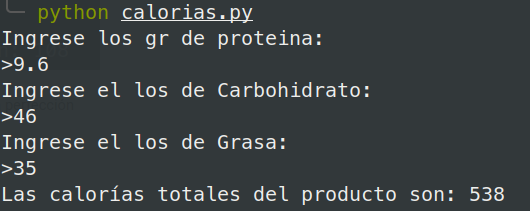 python calorias.py
Ingrese los gr de proteina:
>9.6
Ingrese el los de Carbohidrato:
>46
Ingrese el los de Grasa:
>35
Las calorías totales del producto son: 538